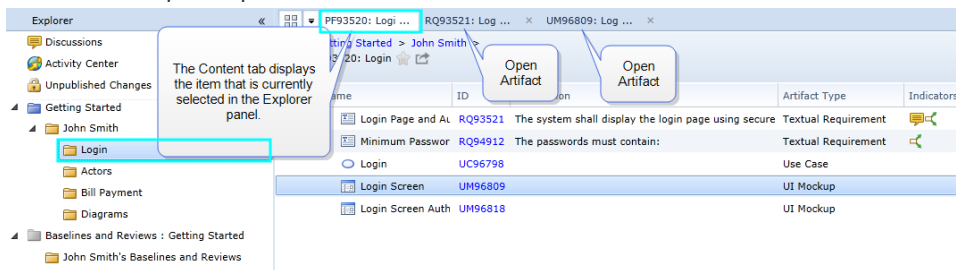 Explorer «
PF93520: Logi ... RQ93521: Log ... × UM96809: Log ... ×
Discussions
Activity Center
Unpublished Changes
Getting Started
John Smith
Login
Actors
Bill Payment
Diagrams
Baselines and Reviews : Getting Started
John Smith's Baselines and Reviews
The Content tab displays
the item that is currently
selected in the Explorer
panel.
Open
Artifact
Open
Artifact
> John Smith >
20: Login
ID Artifact Type Indicators
Login Page and Au RQ93521 The system shall display the login page using secure Textual Requirement
Minimum Passwor RQ94912 The passwords must contain: Textual Requirement
Login UC96798 Use Case
Login Screen UM96809 UI Mockup
Login Screen Auth UM96818 UI Mockup